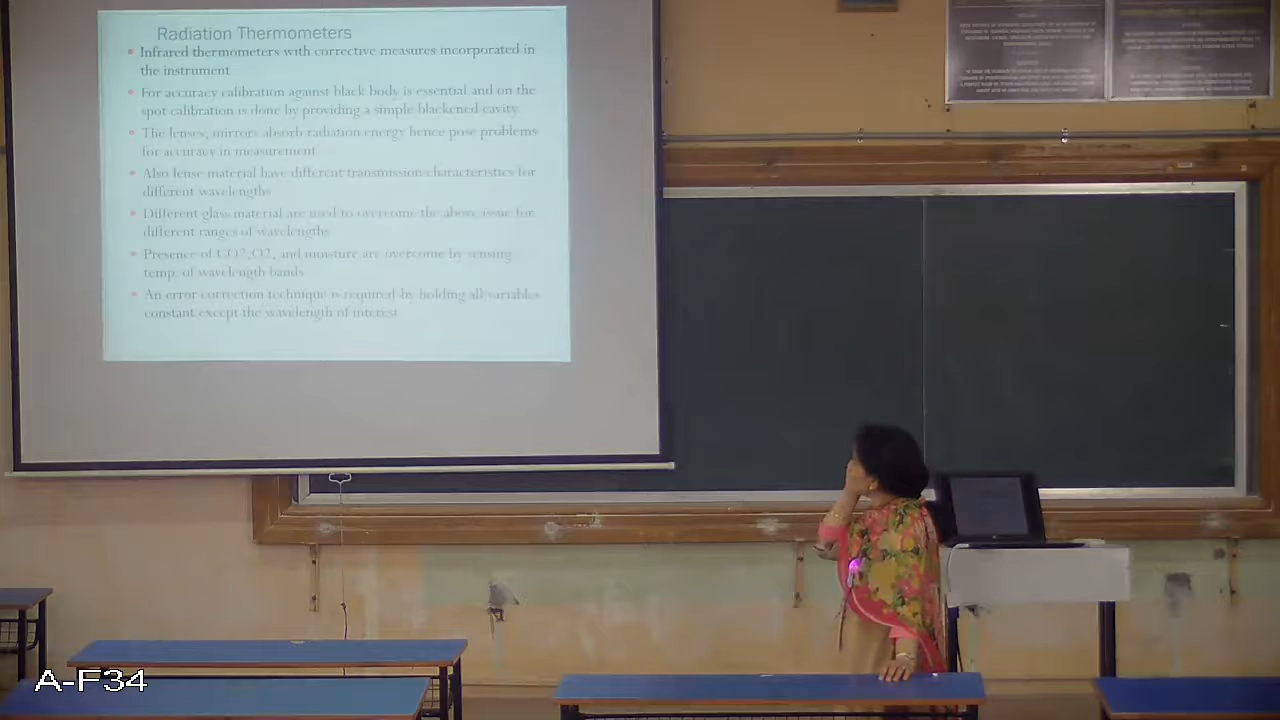 Radiation Thermometers
• Infrared thermometers with corrective measures incorporated in
the instrument
• For accuracy calibration against black body is essential and on the
spot calibration is done by providing a simple blackened cavity
• The lenses, mirrors absorb radiation energy hence pose problems
for accuracy in measurement
• Also lense material have different transmission characteristics for
different wavelengths
• Different glass material are used to overcome the above issue for
different ranges of wavelengths
• Presence of CO2,O2, and moisture are overcome by sensing
temp. of wavelength bands
• An error correction technique is required by holding all variables
constant except the wavelength of interest
A-F34